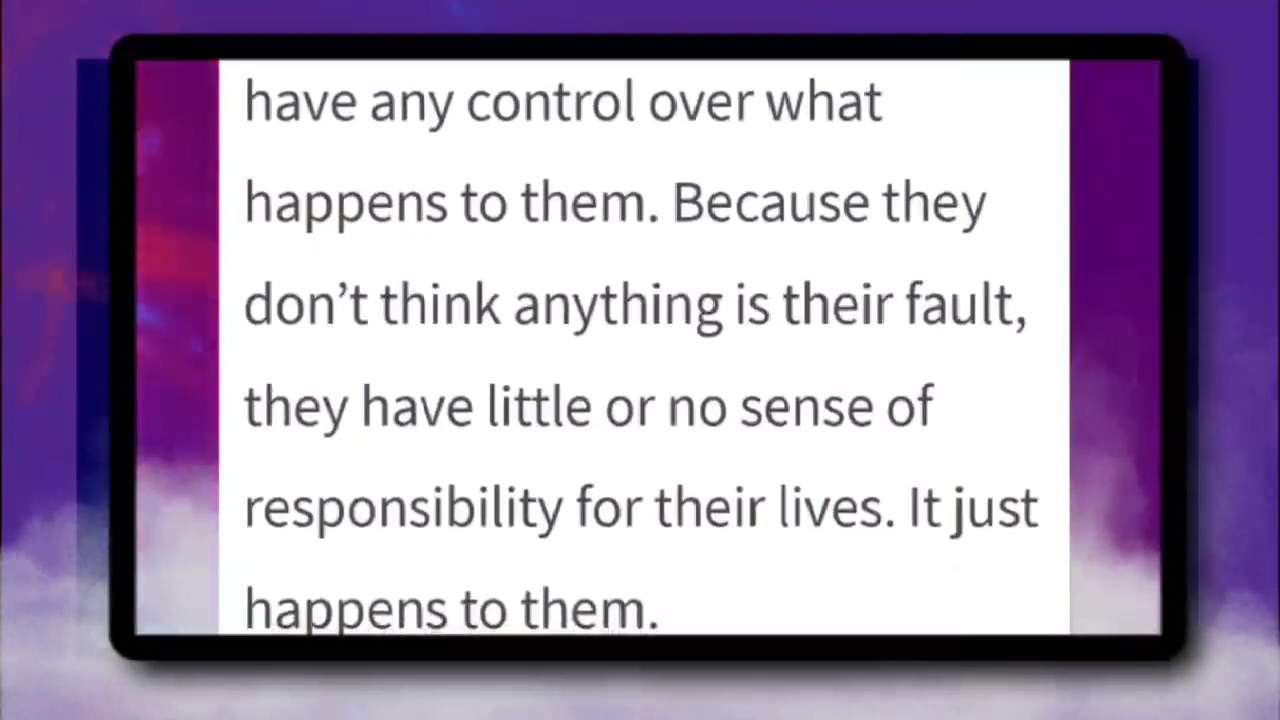 have any control over what
happens to them. Because they
don’t think anything is their fault,
they have little or no sense of
responsibility for their lives. It just
happens to them.